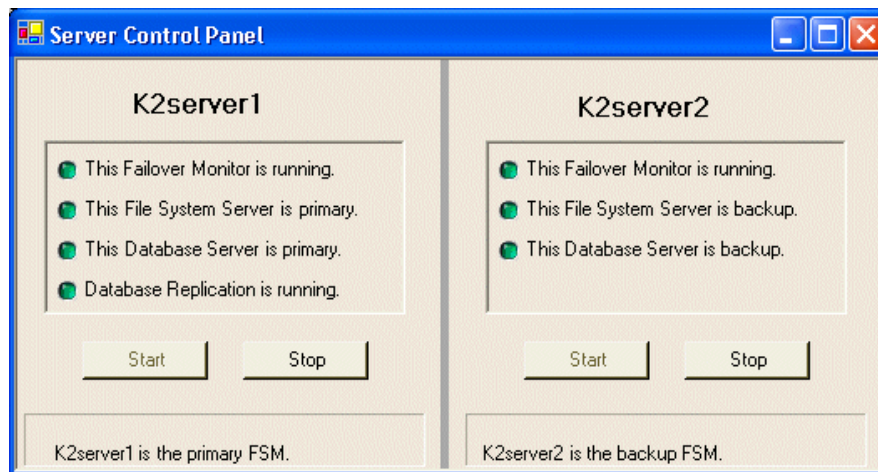 Server Control Panel
K2server1
This Failover Monitor is running.
This File System Server is primary.
This Database Server is primary.
Database Replication is running.
Start
Stop
K2server1 is the primary FSM.
K2server2
This Failover Monitor is running.
This File System Server is backup.
This Database Server is backup.
Start
Stop
K2server2 is the backup FSM.